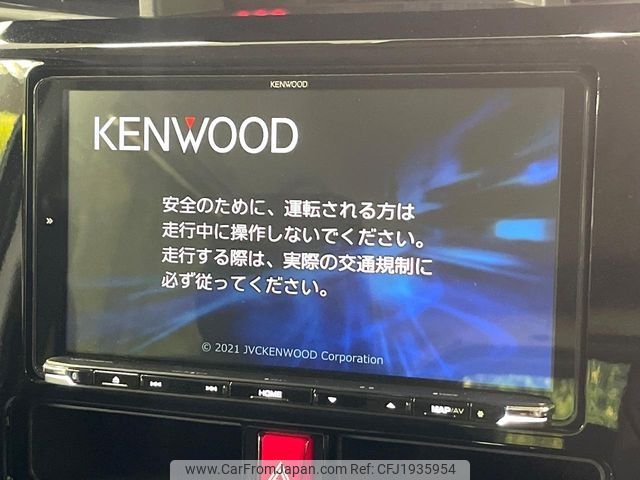 KENWOOD
KENWOOD
安全のために、運転される方は
走行中に操作しないでください。
走行する際は、実際の交通規制に
必ず従ってください。
© 2021 JVCKENWOOD Corporation
HOME
MAP/AV
www.CarFromJapan.com | Photo ID: CFJ1935954